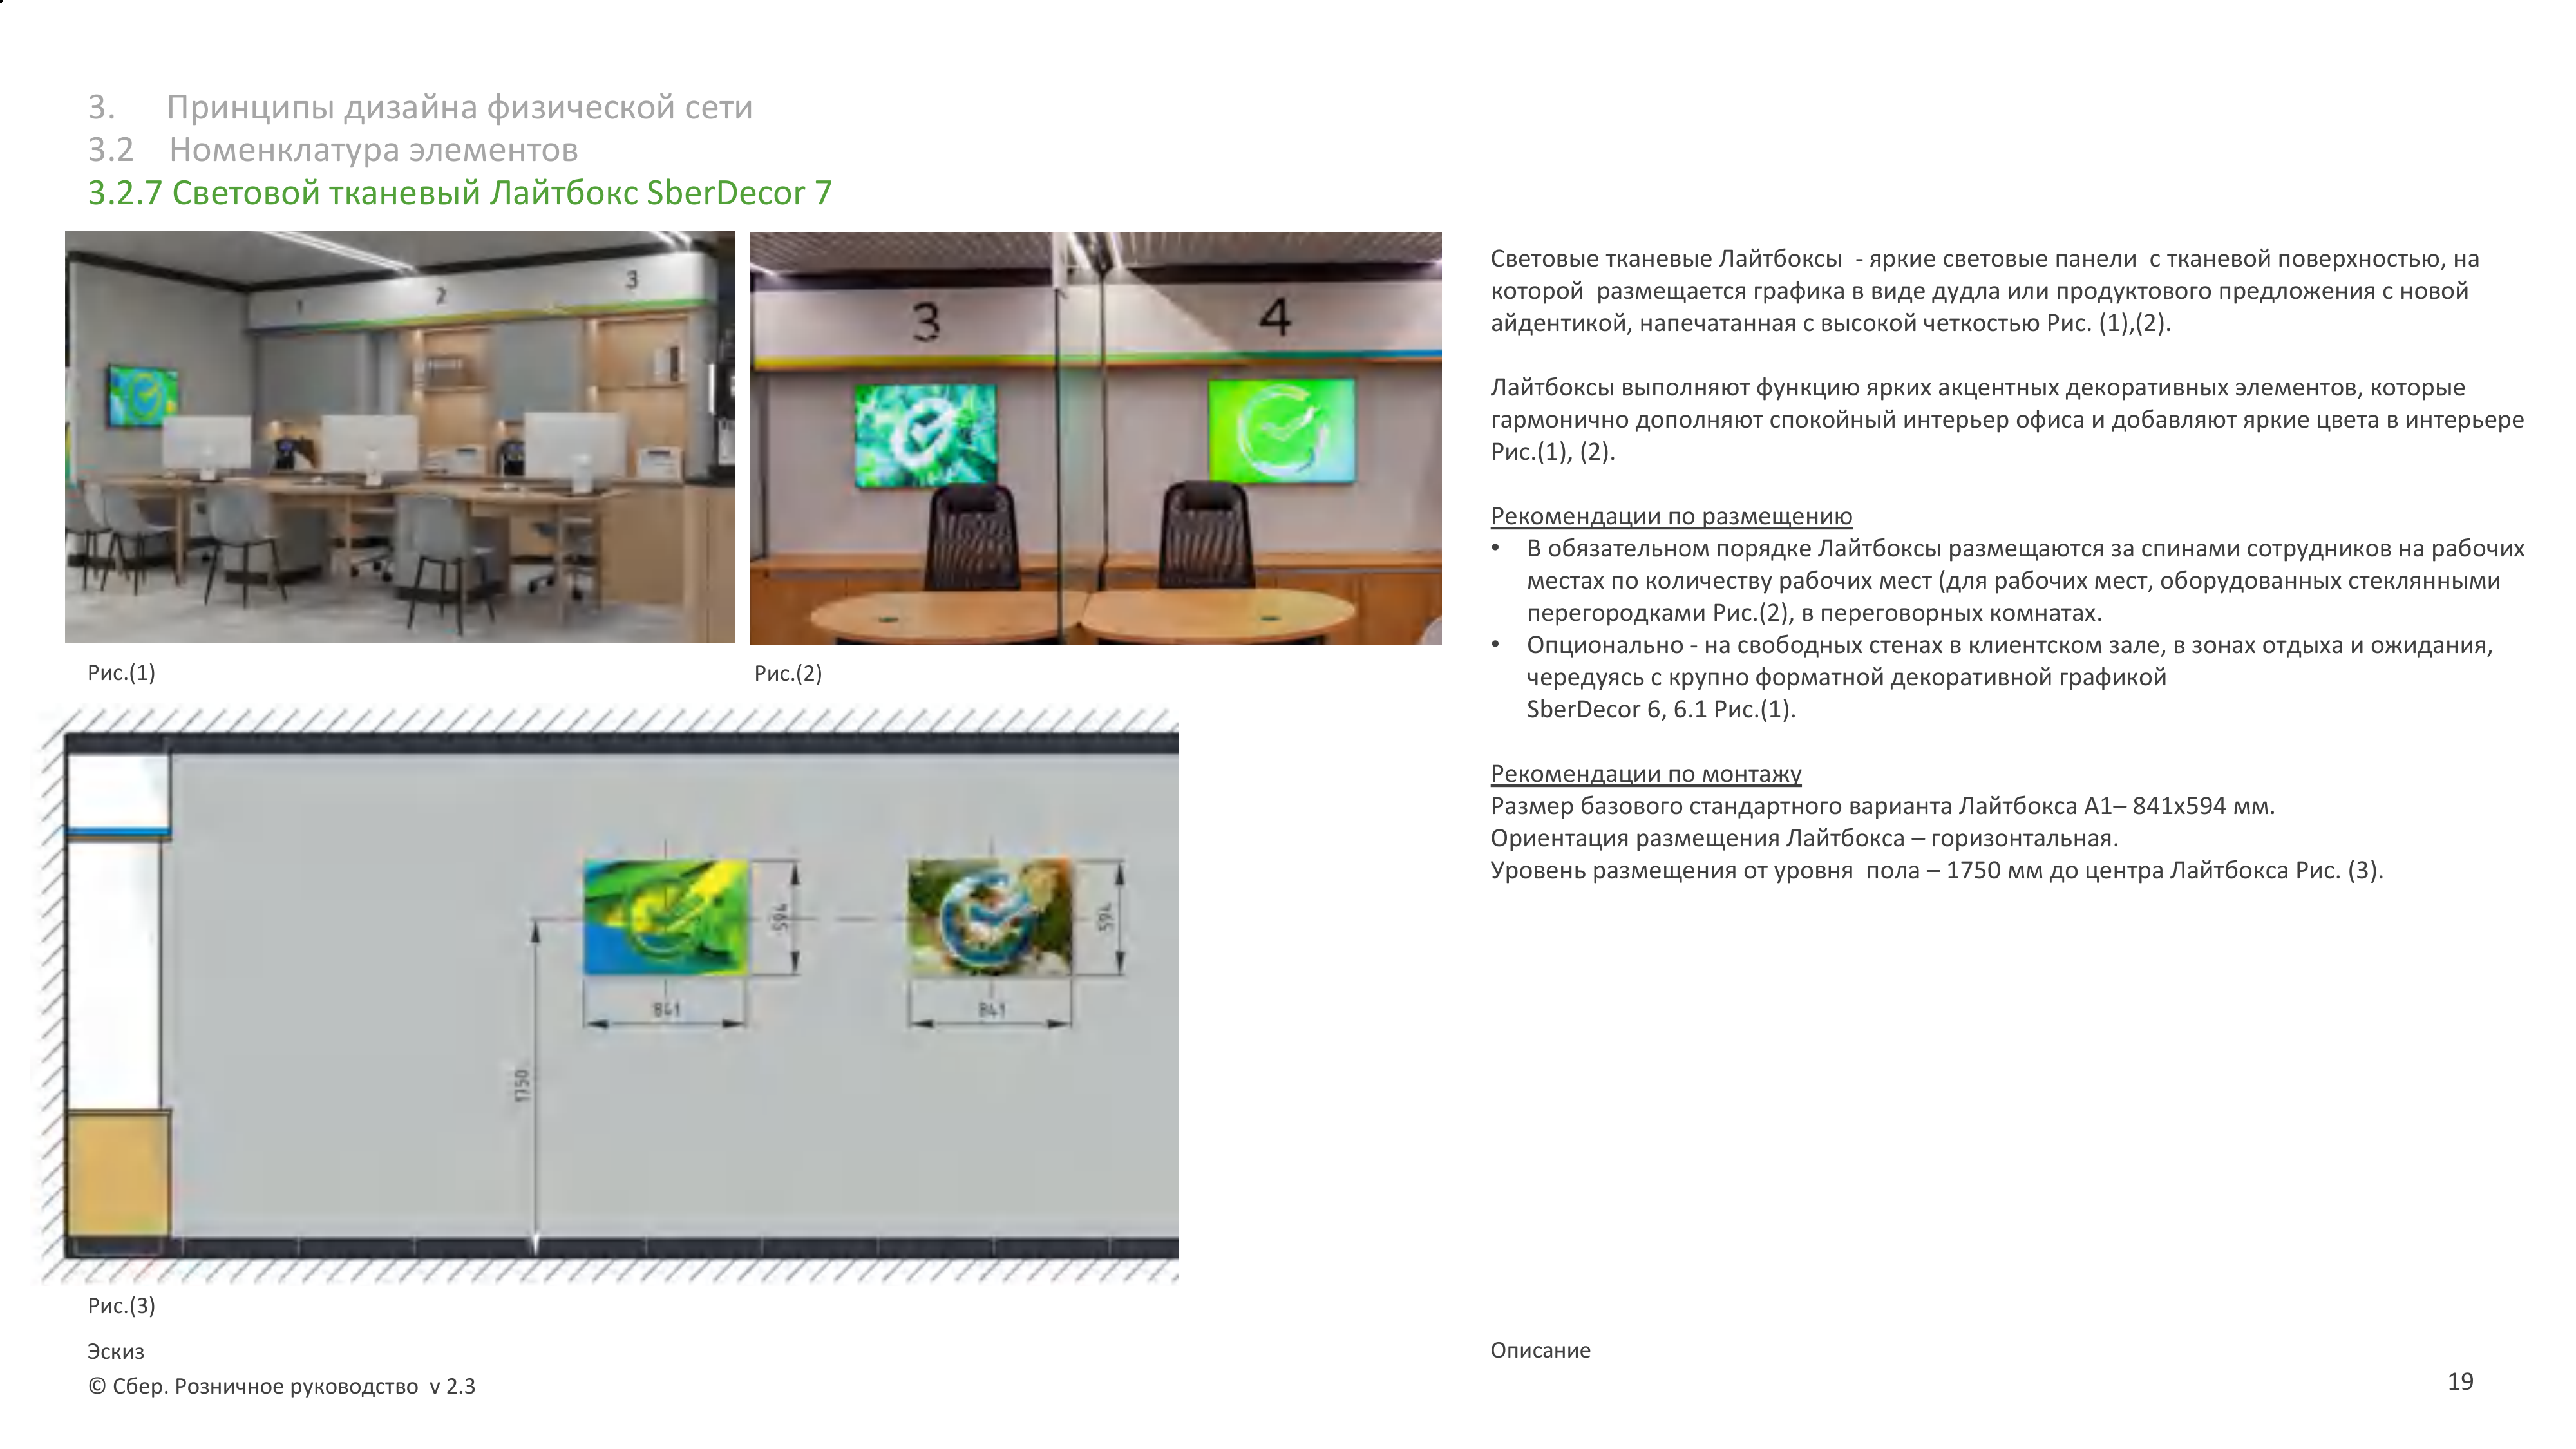 3. Принципы дизайна физической сети
3.2 Номенклатура элементов
3.2.7 Световой тканевый Лайтбокс SberDecor 7
1
2
3
3
4
Рис.(1)
Рис.(2)
594
594
841
841
1750
Рис.(3)
Эскиз
© Сбер. Розничное руководство v 2.3
Световые тканевые Лайтбоксы - яркие световые панели с тканевой поверхностью, на
которой размещается графика в виде дудла или продуктового предложения с новой
айдентикой, напечатанная с высокой четкостью Рис. (1),(2).
Лайтбоксы выполняют функцию ярких акцентных декоративных элементов, которые
гармонично дополняют спокойный интерьер офиса и добавляют яркие цвета в интерьере
Рис.(1), (2).
Рекомендации по размещению
• В обязательном порядке Лайтбоксы размещаются за спинами сотрудников на рабочих
местах по количеству рабочих мест (для рабочих мест, оборудованных стеклянными
перегородками Рис.(2), в переговорных комнатах.
• Опционально - на свободных стенах в клиентском зале, в зонах отдыха и ожидания,
чередуясь с крупно форматной декоративной графикой
SberDecor 6, 6.1 Рис.(1).
Рекомендации по монтажу
Размер базового стандартного варианта Лайтбокса А1– 841х594 мм.
Ориентация размещения Лайтбокса – горизонтальная.
Уровень размещения от уровня пола – 1750 мм до центра Лайтбокса Рис. (3).
Описание
19